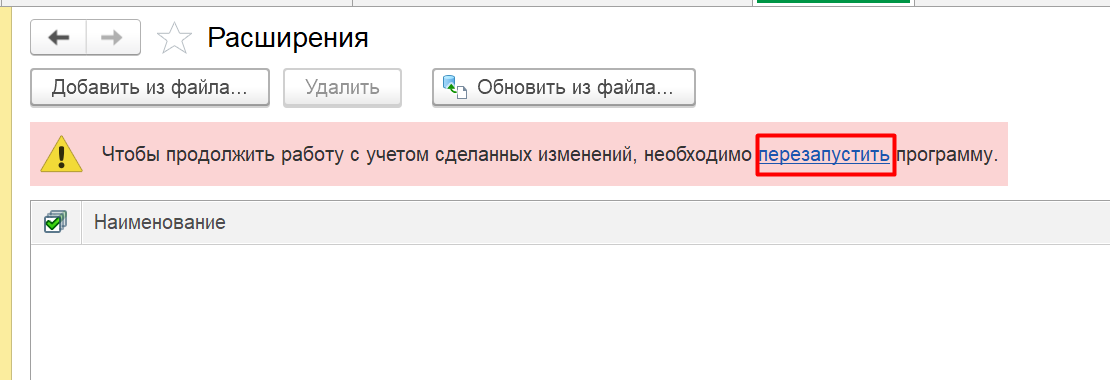 Расширения
Добавить из файла...
Удалить
Обновить из файла...
Чтобы продолжить работу с учетом сделанных изменений, необходимо перезапустить программу.
Наименование